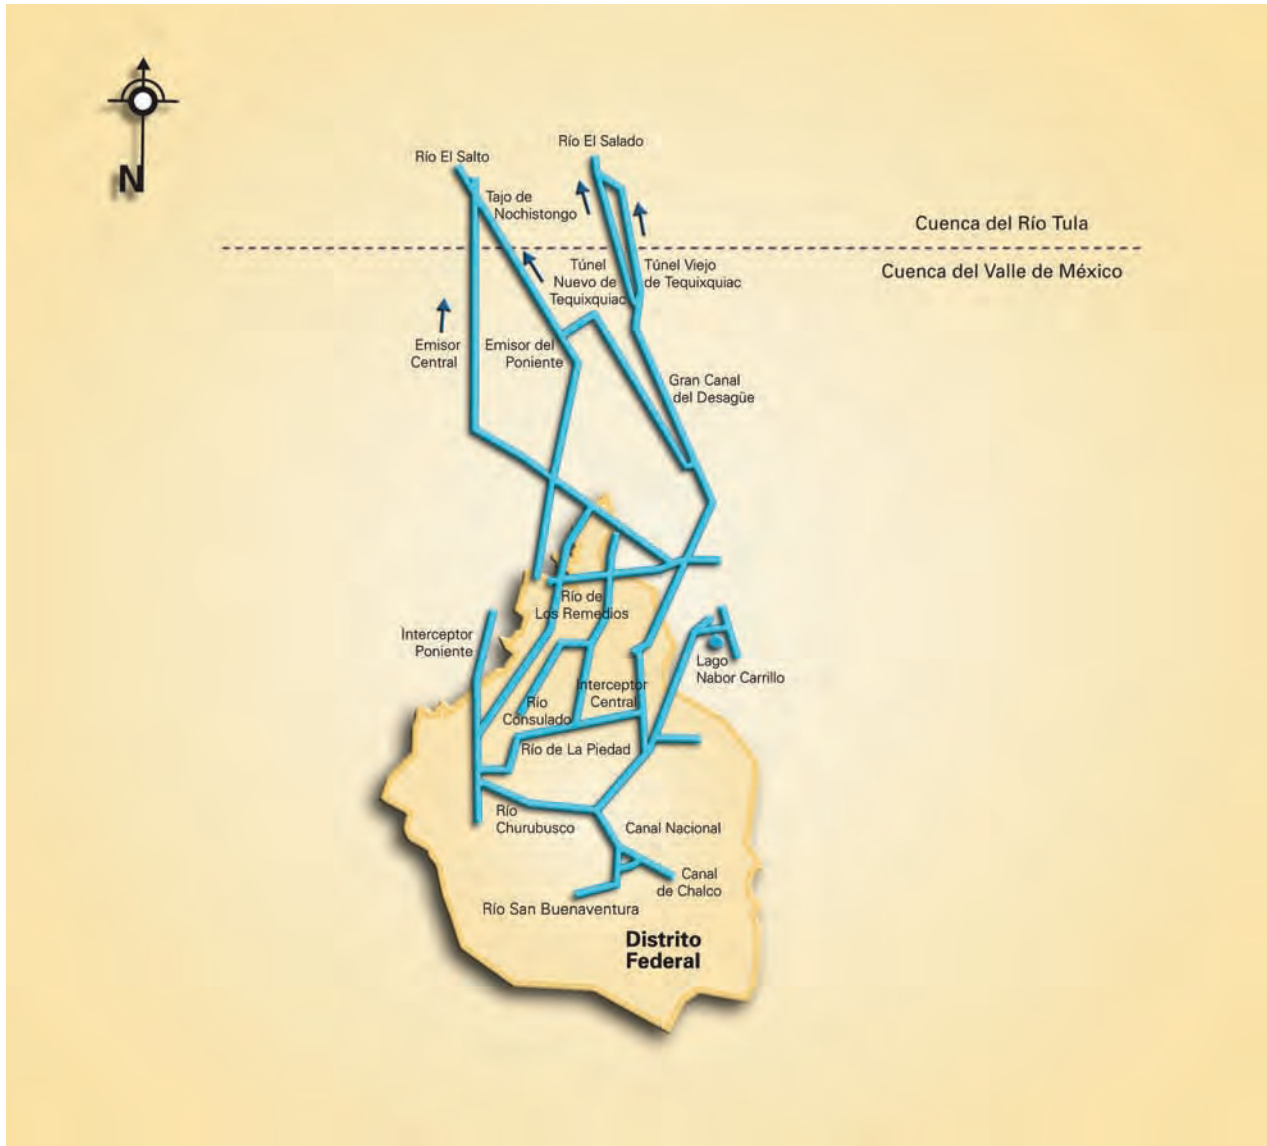 N
Río El Salto
Río El Salado
Tajo de
Nochistongo
Cuenca del Río Tula
Cuenca del Valle de México
Túnel
Nuevo de
Tequixquiac
Túnel Viejo
de Tequixquiac
Emisor
Central
Emisor del
Poniente
Gran Canal
del Desagüe
Río de
Los Remedios
Interceptor
Poniente
Lago
Nabor Carrillo
Interceptor
Central
Río
Consulado
Río de La Piedad
Río
Churubusco
Canal Nacional
Canal
de Chalco
Río San Buenaventura
Distrito
Federal